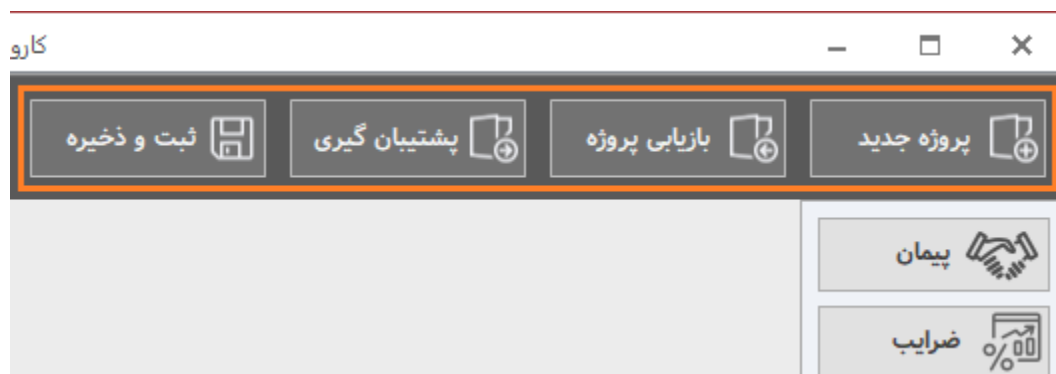 کارو
پروژه جدید
بازیابی پروژه
پشتیبان گیری
ثبت و ذخیره
پیمان
ضرایب